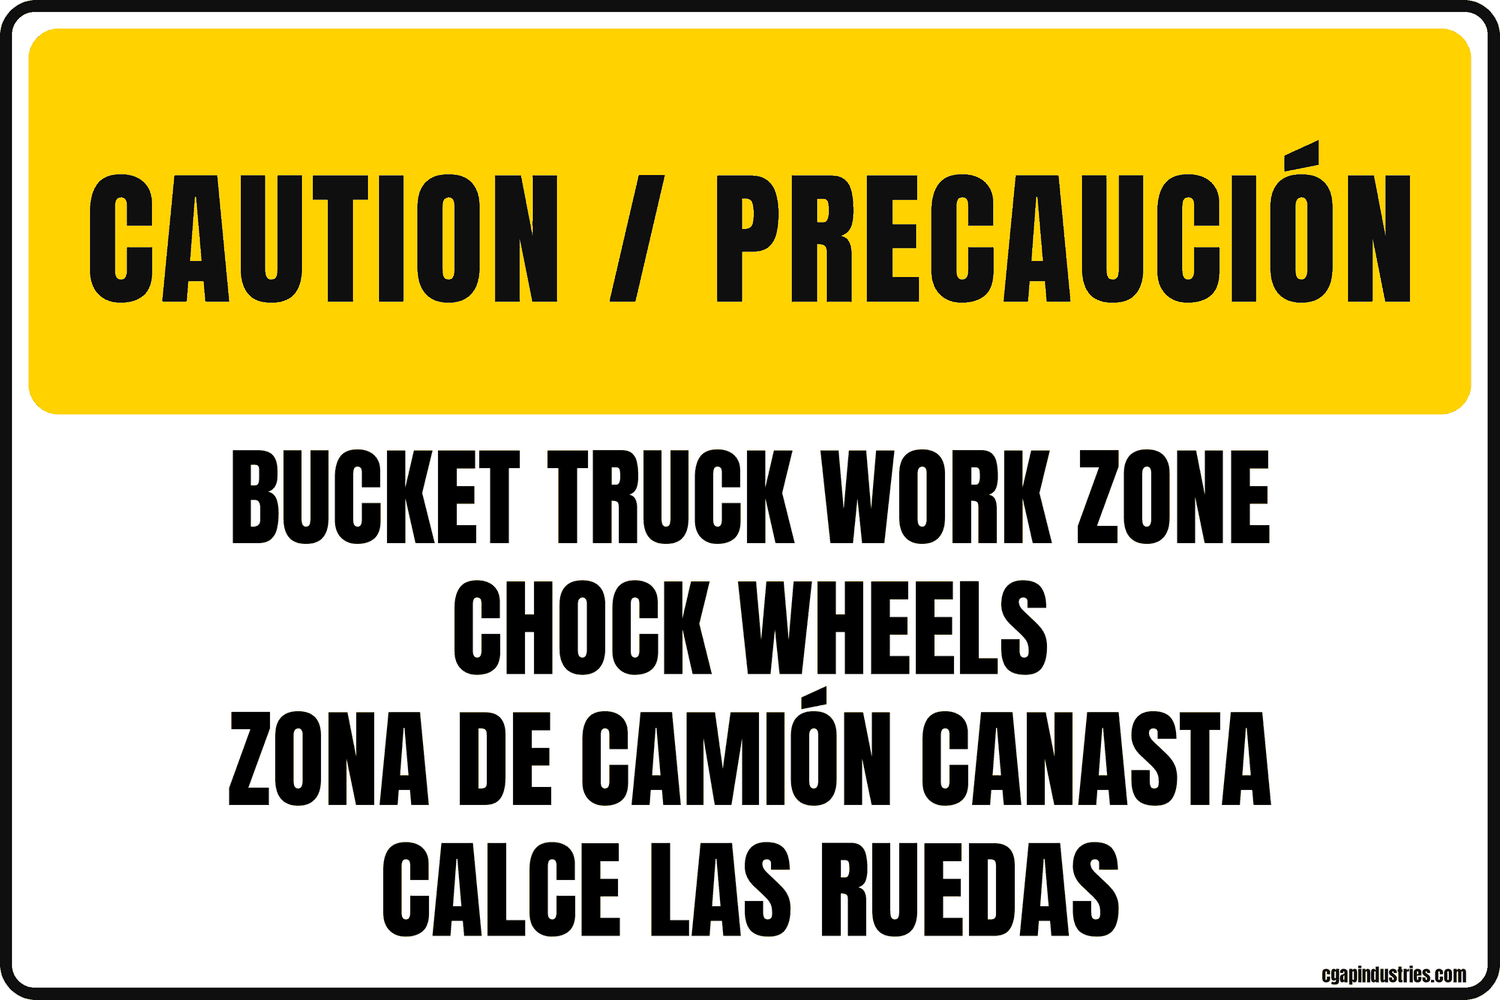 CAUTION / PRECAUCIÓN
BUCKET TRUCK WORK ZONE
CHOCK WHEELS
ZONA DE CAMIÓN CANASTA
CALCE LAS RUEDAS
cgapindustries.com